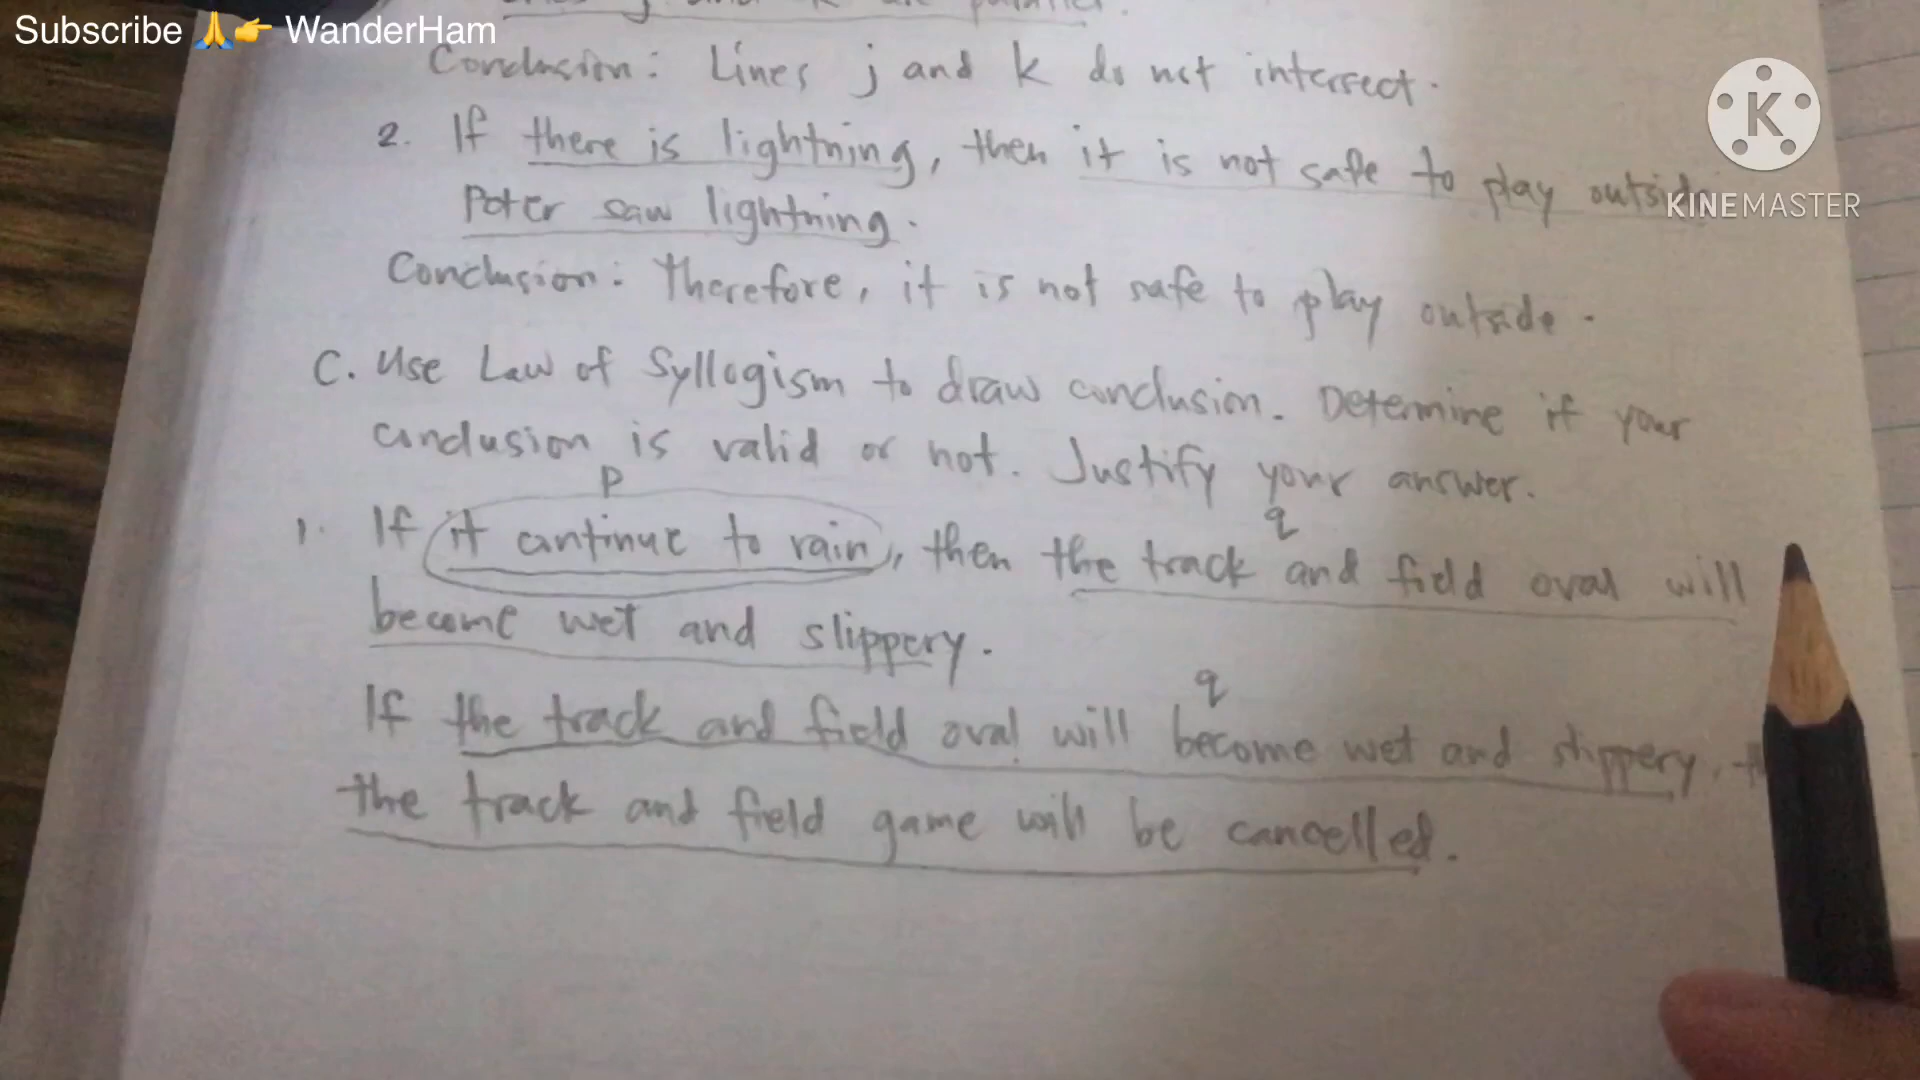 Subscribe 🙏👉 WanderHam
Conclusion: Lines j and k do not intersect.
2. If there is lightning, then it is not safe to play outside
Peter saw lightning.
Conclusion: Therefore, it is not safe to play outside.
C. Use Law of Syllogism to draw conclusion. Determine if your
conclusion is valid or not. Justify your answer.
p
1. If it continue to rain, then the track and field oval will
q
become wet and slippery.
q
If the track and field oval will become wet and slippery,
the track and field game will be cancelled.
K
KINEMASTER